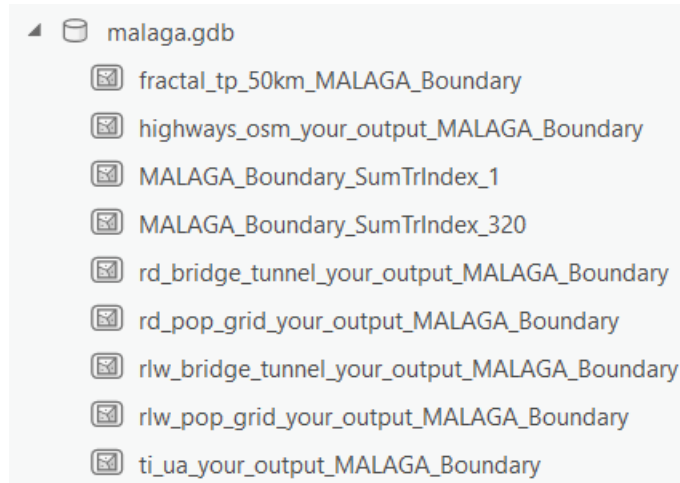 malaga.gdb
fractal_tp_50km_MALAGA_Boundary
highways_osm_your_output_MALAGA_Boundary
MALAGA_Boundary_SumTrIndex_1
MALAGA_Boundary_SumTrIndex_320
rd_bridge_tunnel_your_output_MALAGA_Boundary
rd_pop_grid_your_output_MALAGA_Boundary
rlw_bridge_tunnel_your_output_MALAGA_Boundary
rlw_pop_grid_your_output_MALAGA_Boundary
ti_ua_your_output_MALAGA_Boundary